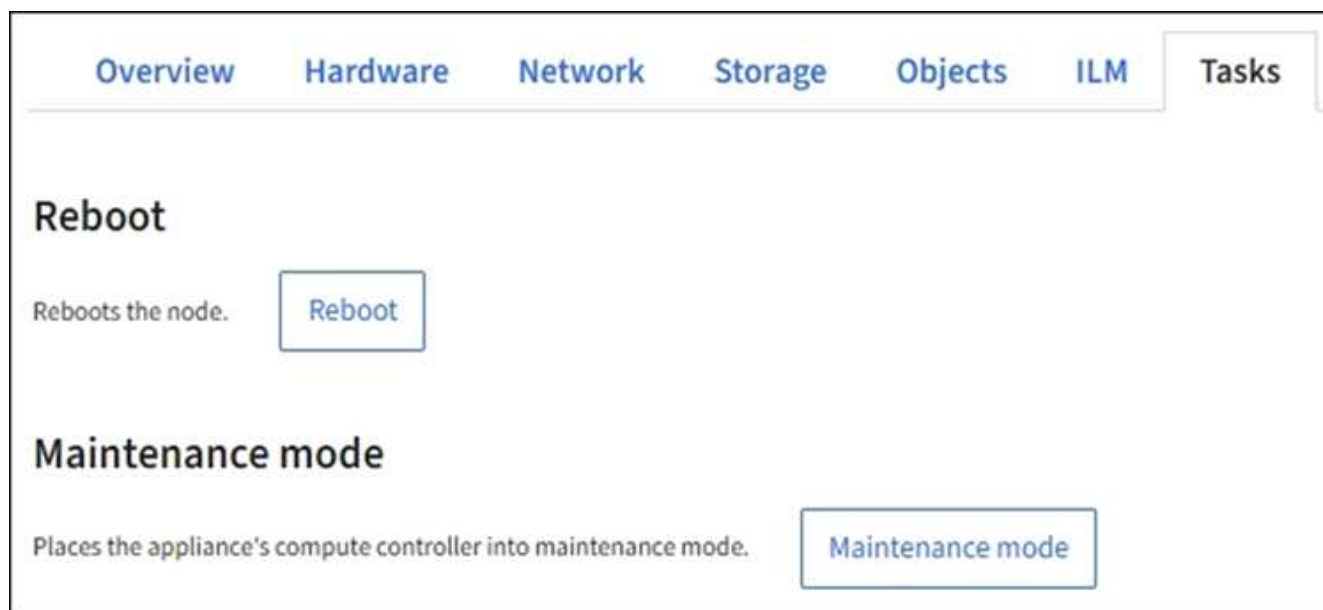 Overview Hardware Network Storage Objects ILM Tasks
Reboot
Reboots the node. Reboot
Maintenance mode
Places the appliance's compute controller into maintenance mode. Maintenance mode